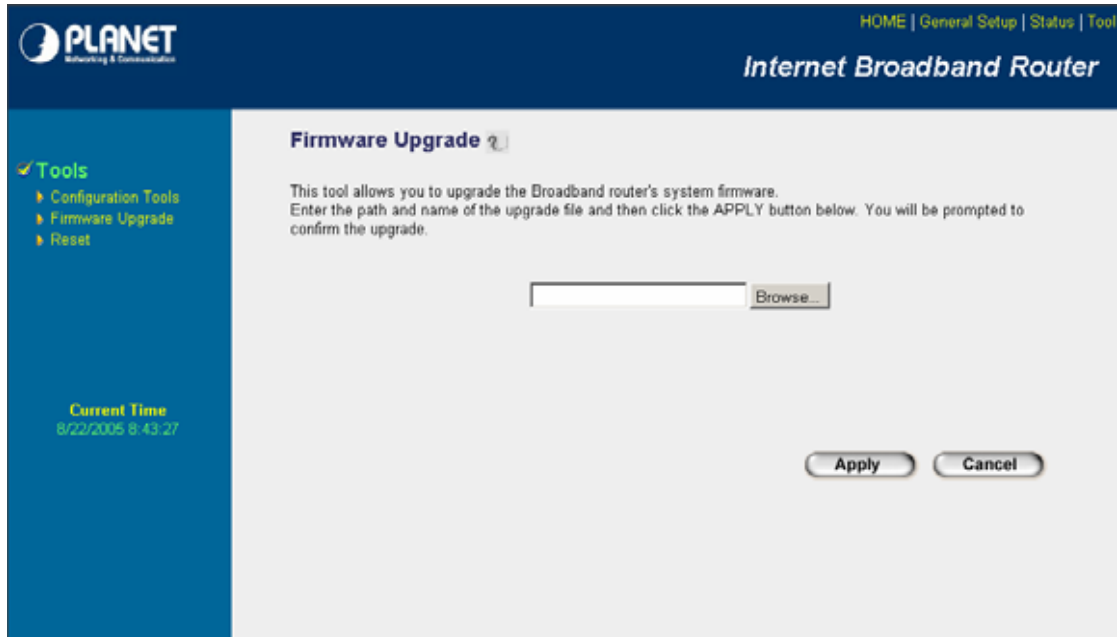 PLANET
Networking & Communication
HOME | General Setup | Status | Tool
Internet Broadband Router
Tools
Configuration Tools
Firmware Upgrade
Reset
Current Time
8/22/2005 8:43:27
Firmware Upgrade
This tool allows you to upgrade the Broadband router's system firmware.
Enter the path and name of the upgrade file and then click the APPLY button below. You will be prompted to
confirm the upgrade.
Browse...
Apply
Cancel